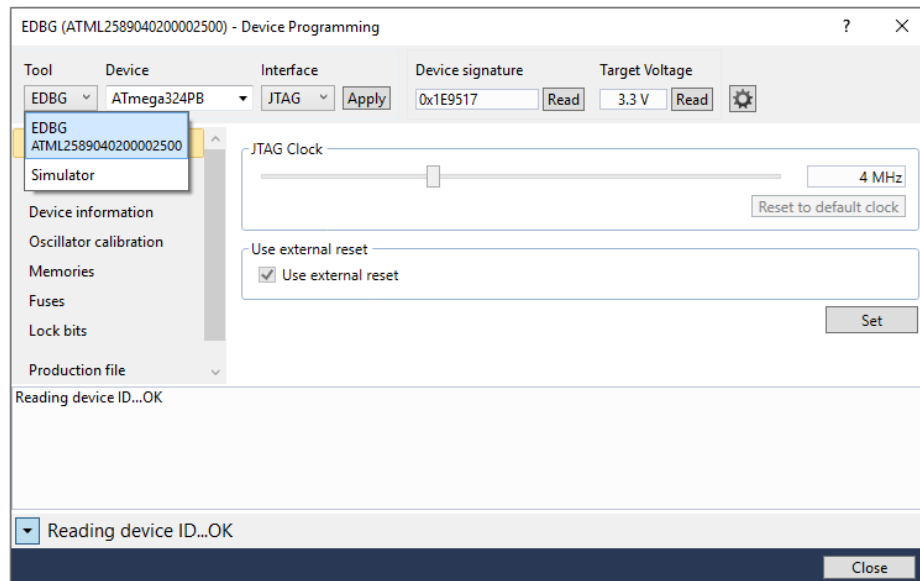 EDBG (ATML2589040200002500) - Device Programming
Tool Device Interface Device signature Target Voltage
EDBG ATmega324PB JTAG Apply 0x1E9517 Read 3.3 V Read
EDBG
ATML2589040200002500
Simulator
Device information
Oscillator calibration
Memories
Fuses
Lock bits
Production file
JTAG Clock
4 MHz
Reset to default clock
Use external reset
Use external reset
Set
Reading device ID...OK
Reading device ID...OK
Close